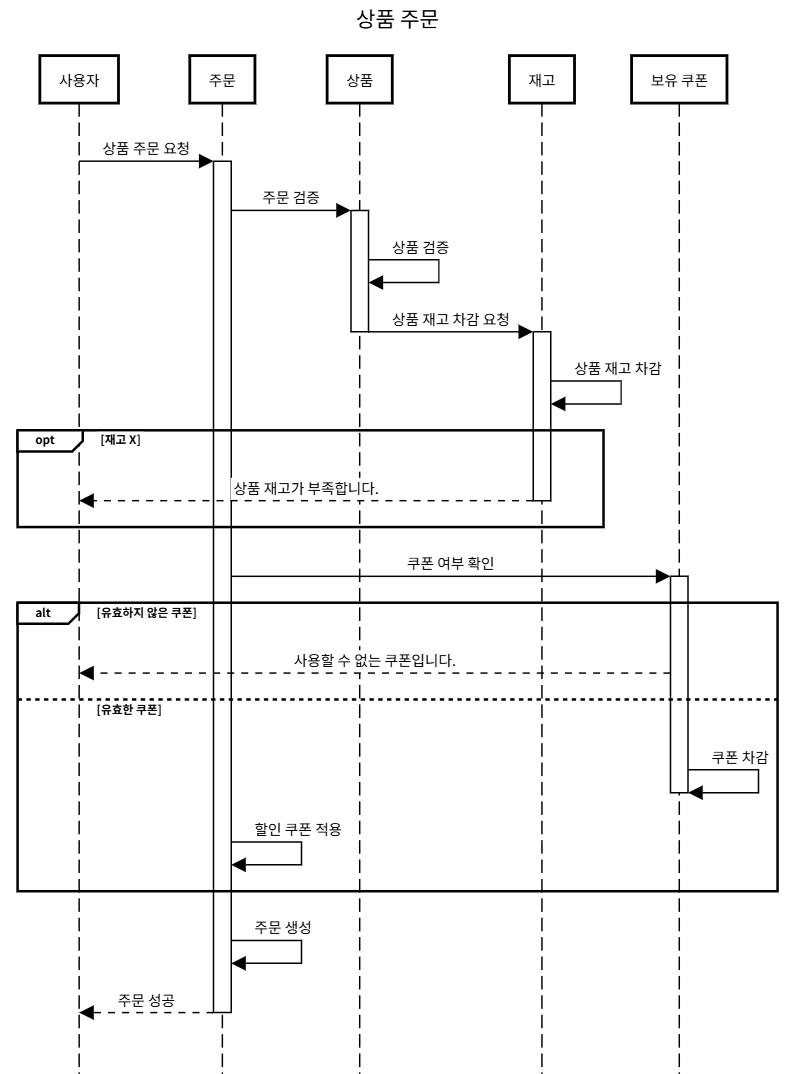 상품 주문
사용자
주문
상품
재고
보유 쿠폰
상품 주문 요청
주문 검증
상품 검증
상품 재고 차감 요청
상품 재고 차감
opt
[재고 X]
상품 재고가 부족합니다.
쿠폰 여부 확인
alt
[유효하지 않은 쿠폰]
사용할 수 없는 쿠폰입니다.
[유효한 쿠폰]
쿠폰 차감
할인 쿠폰 적용
주문 생성
주문 성공